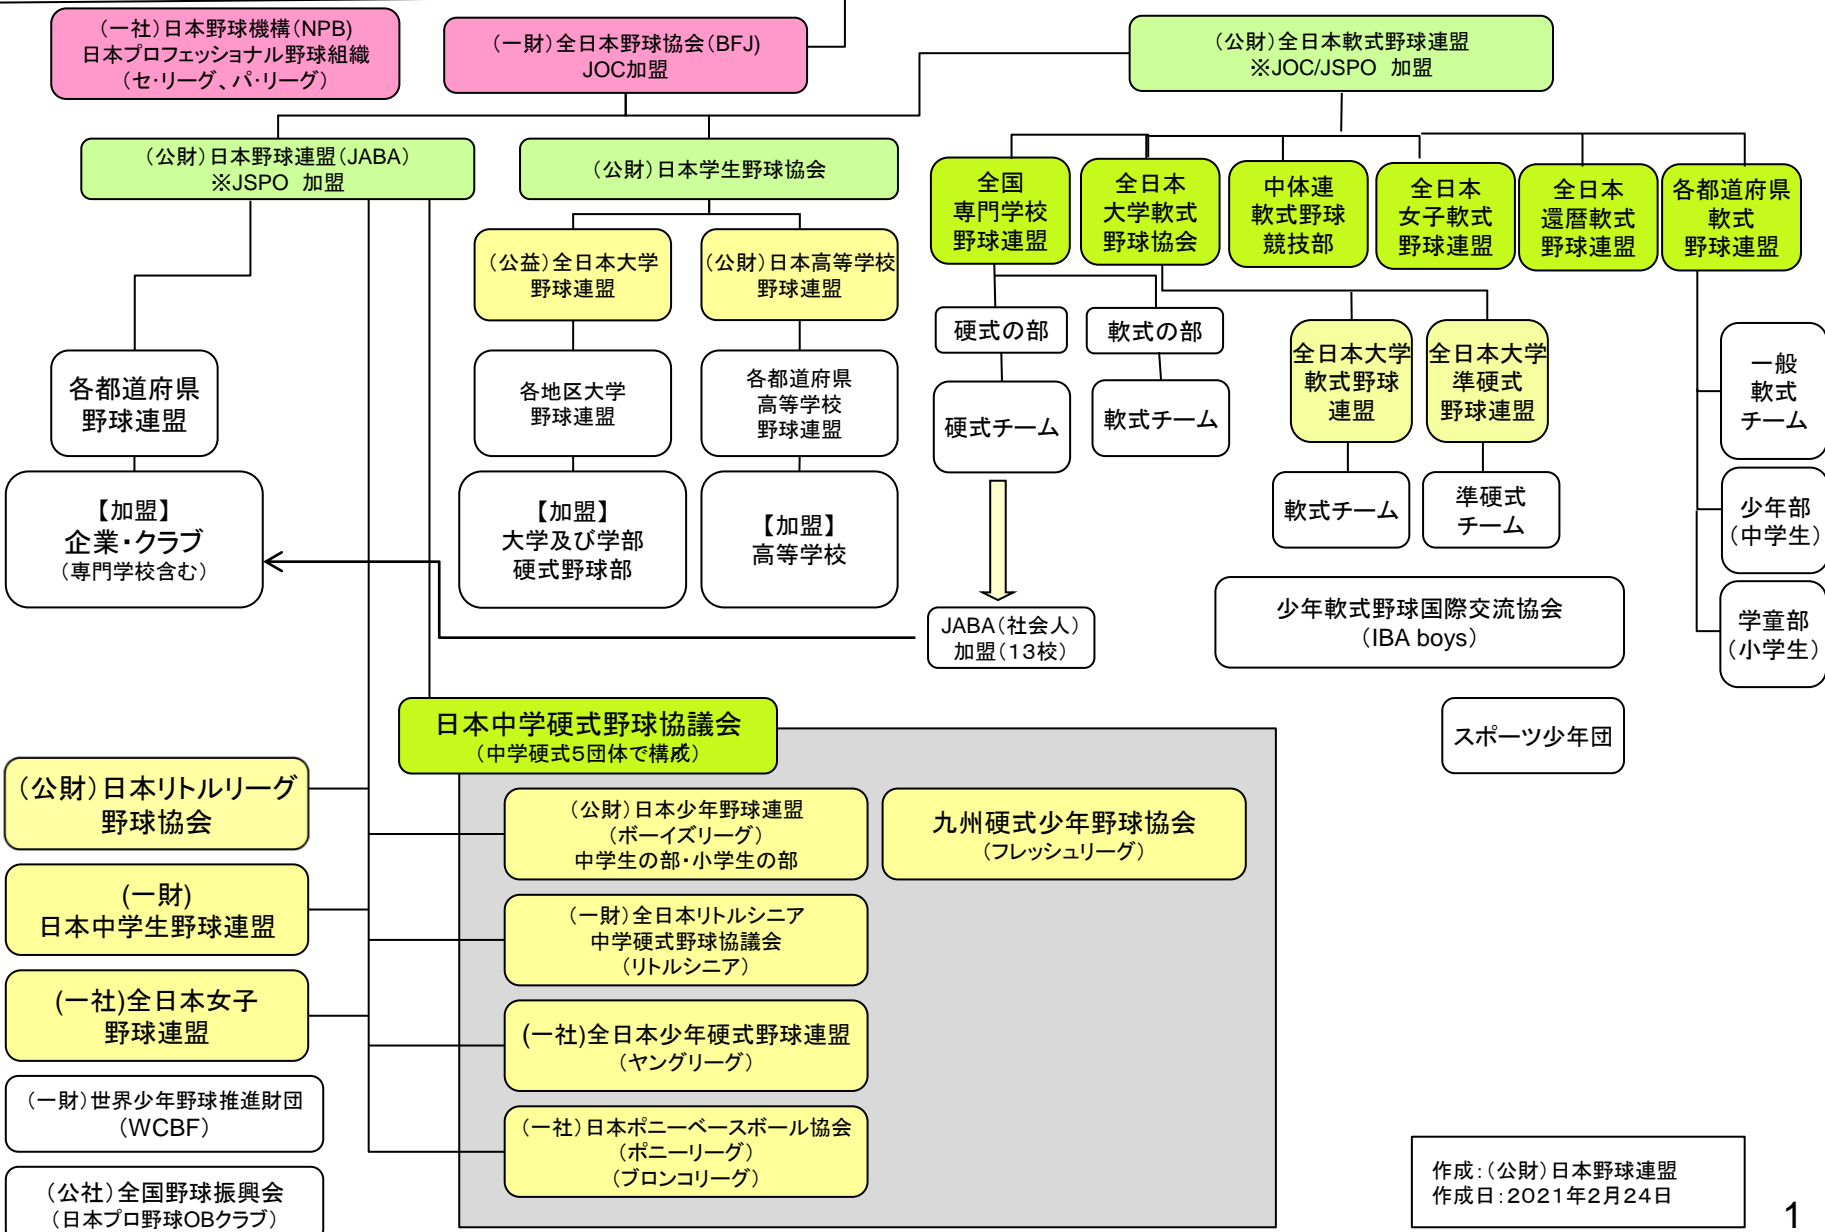 （一社）日本野球機構（NPB）
日本プロフェッショナル野球組織
（セ・リーグ、パ・リーグ）
（一財）全日本野球協会（BFJ）
JOC加盟
（公財）全日本軟式野球連盟
※JOC/JSPO 加盟
（公財）日本野球連盟（JABA）
※JSPO 加盟
（公財）日本学生野球協会
全国
専門学校
野球連盟
全日本
大学軟式
野球協会
中体連
軟式野球
競技部
全日本
女子軟式
野球連盟
全日本
還暦軟式
野球連盟
各都道府県
軟式
野球連盟
（公益）全日本大学
野球連盟
（公財）日本高等学校
野球連盟
硬式の部
軟式の部
全日本大学
軟式野球
連盟
全日本大学
準硬式
野球連盟
一般
軟式
チーム
各都道府県
野球連盟
各地区大学
野球連盟
各都道府県
高等学校
野球連盟
硬式チーム
軟式チーム
【加盟】
企業・クラブ
（専門学校含む）
【加盟】
大学及び学部
硬式野球部
【加盟】
高等学校
軟式チーム
準硬式
チーム
少年部
（中学生）
少年軟式野球国際交流協会
（IBA boys）
学童部
（小学生）
JABA（社会人）
加盟（１３校）
日本中学硬式野球協議会
（中学硬式５団体で構成）
スポーツ少年団
（公財）日本リトルリーグ
野球協会
（公財）日本少年野球連盟
（ボーイズリーグ）
中学生の部・小学生の部
九州硬式少年野球協会
（フレッシュリーグ）
(一財)
日本中学生野球連盟
（一財）全日本リトルシニア
中学硬式野球協議会
（リトルシニア）
(一社)全日本女子
野球連盟
(一社)全日本少年硬式野球連盟
（ヤングリーグ）
（一財）世界少年野球推進財団
（WCBF）
（一社）日本ポニーベースボール協会
（ポニーリーグ）
（ブロンコリーグ）
（公社）全国野球振興会
（日本プロ野球OBクラブ）
作成：（公財）日本野球連盟
作成日：２０２１年２月２４日
1